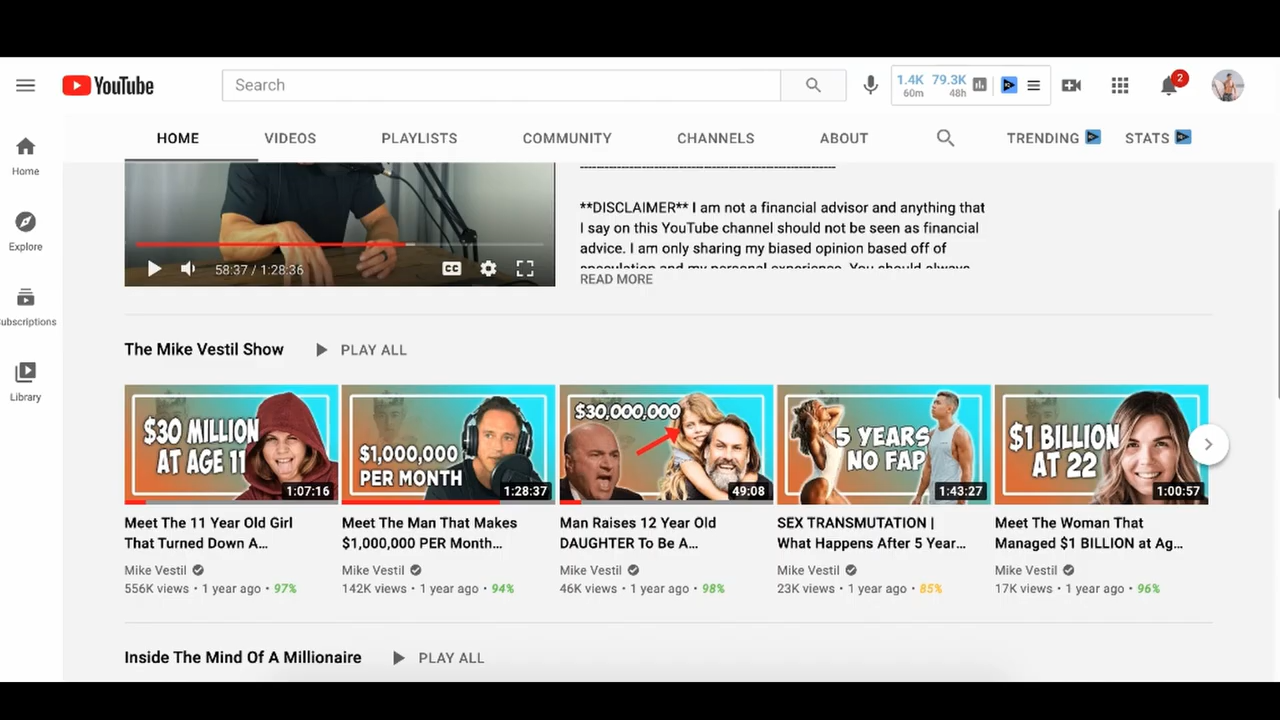 YouTube
Search
1.4K 79.3K
60m 48h
2
HOME VIDEOS PLAYLISTS COMMUNITY CHANNELS ABOUT TRENDING STATS
Home
Explore
ubscriptions
Library
58:37 / 1:28:36
CC
**DISCLAIMER** I am not a financial advisor and anything that
I say on this YouTube channel should not be seen as financial
advice. I am only sharing my biased opinion based off of
speculation and my personal experience. You should always
READ MORE
The Mike Vestil Show PLAY ALL
$30 MILLION
AT AGE 11
1:07:16
$1,000,000
PER MONTH
1:28:37
$30,000,000
49:08
5 YEARS
NO FAP
1:43:27
$1 BILLION
AT 22
1:00:57
Meet The 11 Year Old Girl
That Turned Down A...
Mike Vestil
556K views • 1 year ago • 97%
Meet The Man That Makes
$1,000,000 PER Month...
Mike Vestil
142K views • 1 year ago • 94%
Man Raises 12 Year Old
DAUGHTER To Be A...
Mike Vestil
46K views • 1 year ago • 98%
SEX TRANSMUTATION |
What Happens After 5 Year...
Mike Vestil
23K views • 1 year ago • 85%
Meet The Woman That
Managed $1 BILLION at Ag...
Mike Vestil
17K views • 1 year ago • 96%
Inside The Mind Of A Millionaire PLAY ALL